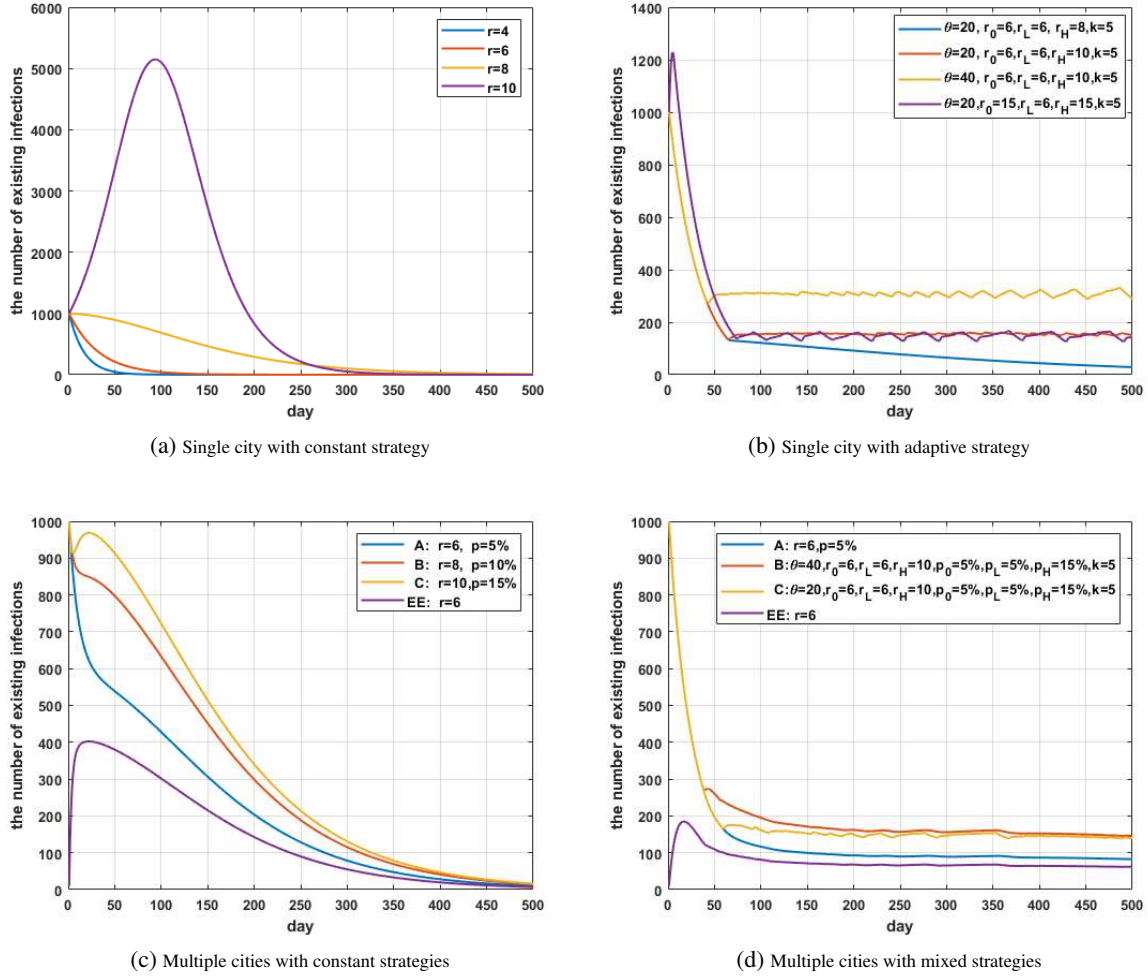 6000
5000
4000
3000
2000
1000
0
the number of existing infections
r=4
r=6
r=8
r=10
0 50 100 150 200 250 300 350 400 450 500
day
(a) Single city with constant strategy
1400
1200
1000
800
600
400
200
0
the number of existing infections
θ=20, r0=6,rL=6, rH=8,k=5
θ=20, r0=6,rL=6,rH=10,k=5
θ=40, r0=6,rL=6,rH=10,k=5
θ=20,r0=15,rL=6,rH=15,k=5
0 50 100 150 200 250 300 350 400 450 500
day
(b) Single city with adaptive strategy
1000
900
800
700
600
500
400
300
200
100
0
the number of existing infections
A: r=6, p=5%
B: r=8, p=10%
C: r=10,p=15%
EE: r=6
0 50 100 150 200 250 300 350 400 450 500
day
(c) Multiple cities with constant strategies
1000
900
800
700
600
500
400
300
200
100
0
the number of existing infections
A: r=6,p=5%
B:θ=40,r0=6,rL=6,rH=10,p0=5%,pL=5%,pH=15%,k=5
C:θ=20,r0=6,rL=6,rH=10,p0=5%,pL=5%,pH=15%,k=5
EE: r=6
0 50 100 150 200 250 300 350 400 450 500
day
(d) Multiple cities with mixed strategies